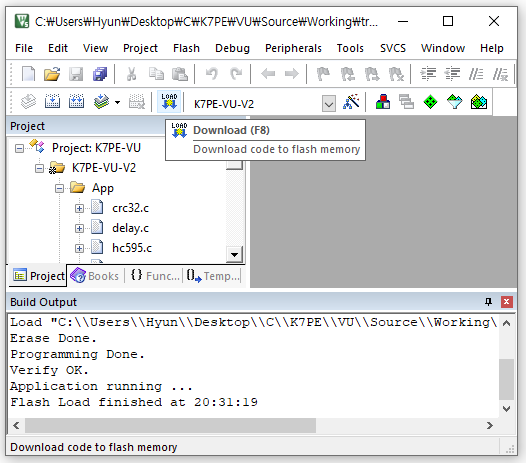 C:₩Users₩Hyun₩Desktop₩C₩K7PE₩VU₩Source₩Working₩tr...
File Edit View Project Flash Debug Peripherals Tools SVCS Window Help
LOAD K7PE-VU-V2
Project
LOAD Download (F8)
Download code to flash memory
Project: K7PE-VU
K7PE-VU-V2
App
crc32.c
delay.c
hc595.c
Project Books {} Func... {}→ Temp...
Build Output
Load "C:\\Users\\Hyun\\Desktop\\C\\K7PE\\VU\\Source\\Working\
Erase Done.
Programming Done.
Verify OK.
Application running ...
Flash Load finished at 20:31:19
Download code to flash memory